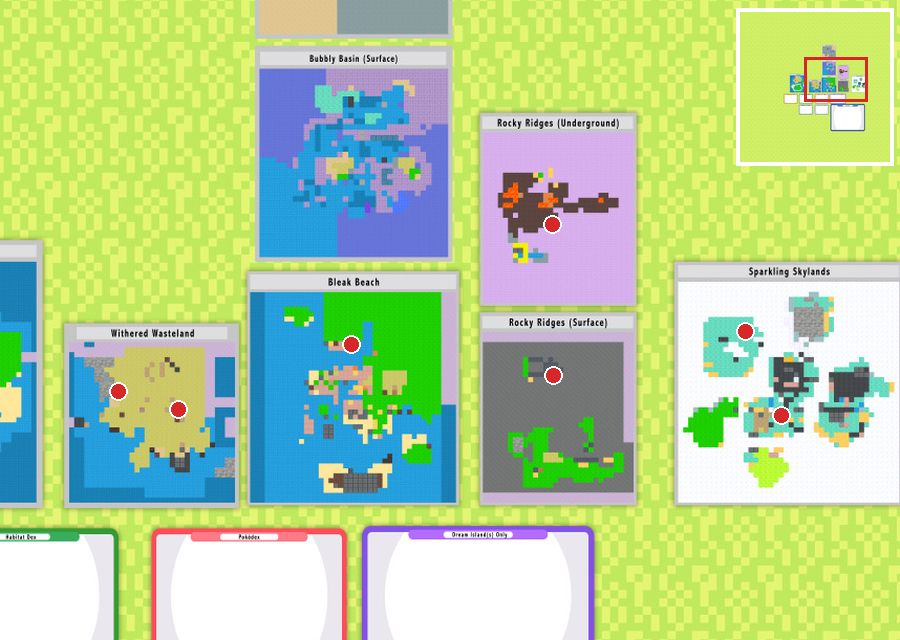 Bubbly Basin (Surface)
Rocky Ridges (Underground)
Sparkling Skylands
Bleak Beach
Rocky Ridges (Surface)
Withered Wasteland
Habitat Dex
Pokédex
Dream Island(s) Only